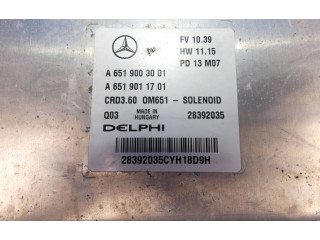 FV 10.39
HW 11.15
PD 13 M07
A 651 900 30 01
A 651 901 17 01
CRD3.60 OM651 - SOLENOID
Q03 MADE IN HUNGARY 28392035
DELPHI
28392035CYH18D9H